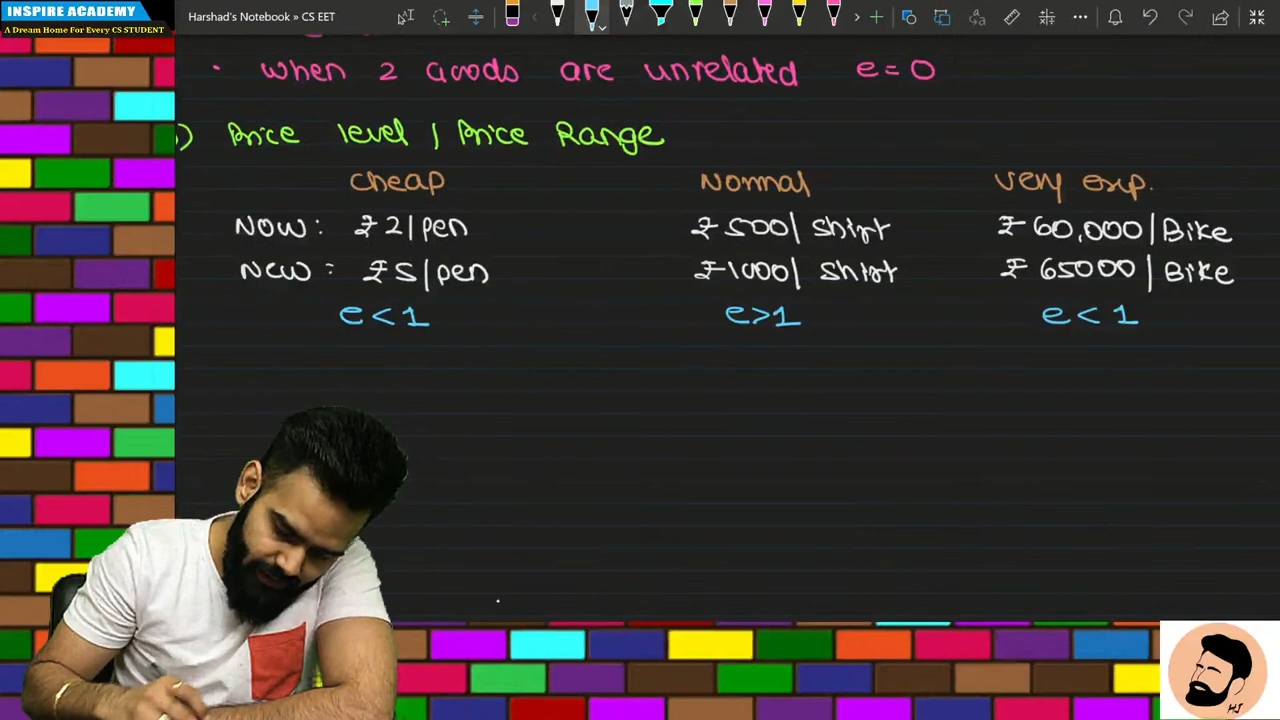 INSPIRE ACADEMY
A Dream Home For Every CS STUDENT
Harshad's Notebook » CS EET
• when 2 Goods are unrelated e = 0
) Price level | Price Range
Cheap Normal very exp.
Now : ₹ 2 | pen ₹ 500 | shirt ₹ 60,000 | Bike
New : ₹ 5 | pen ₹ 1000 | shirt ₹ 65000 | Bike
e < 1 e > 1 e < 1
HS